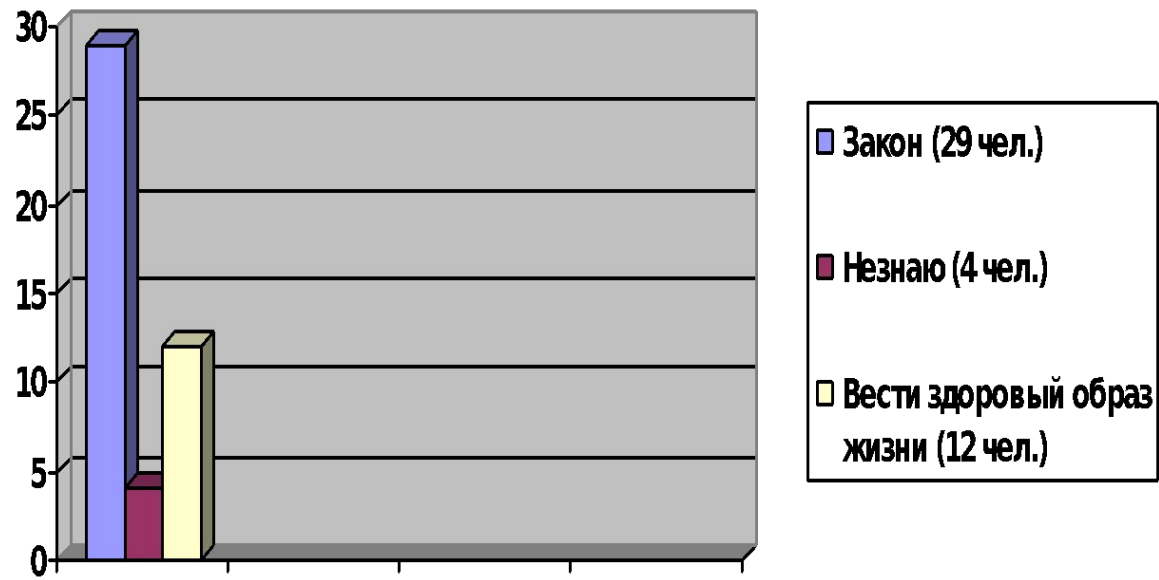 30
25
20
15
10
5
0
Закон (29 чел.)
Незнаю (4 чел.)
Вести здоровый образ
жизни (12 чел.)